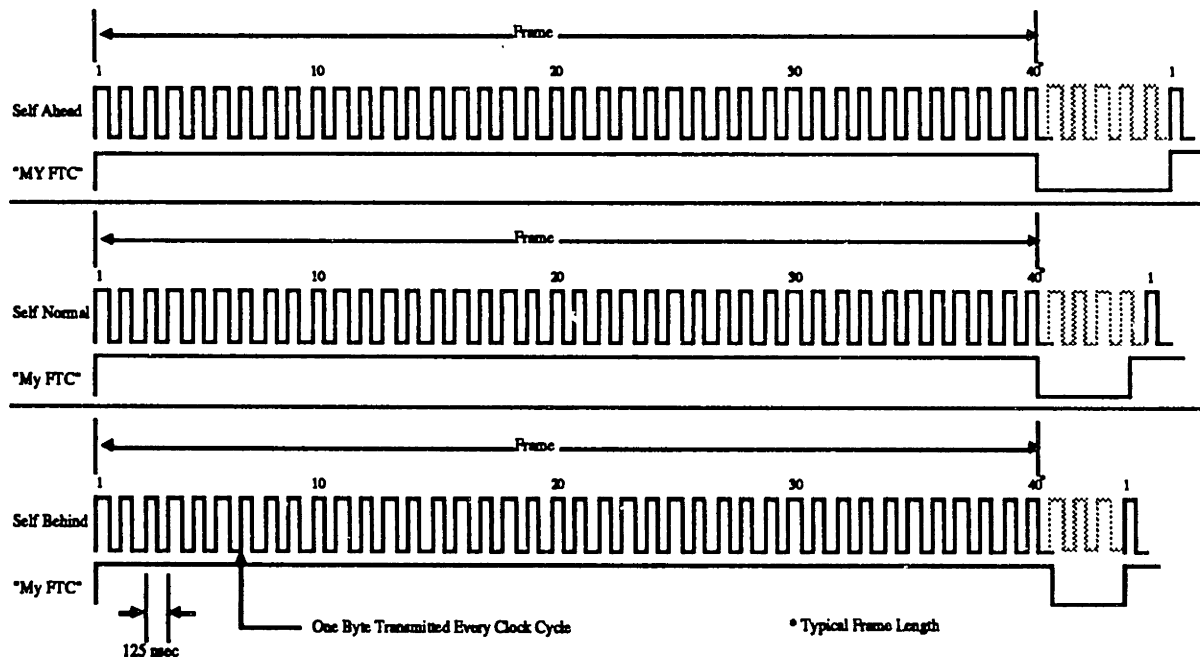 Frame
1 10 20 30 40* 1
Self Ahead
"MY FTC"
Frame
1 10 20 30 40* 1
Self Normal
"My FTC"
Frame
1 10 20 30 40* 1
Self Behind
"My FTC"
One Byte Transmitted Every Clock Cycle
* Typical Frame Length
125 nsec